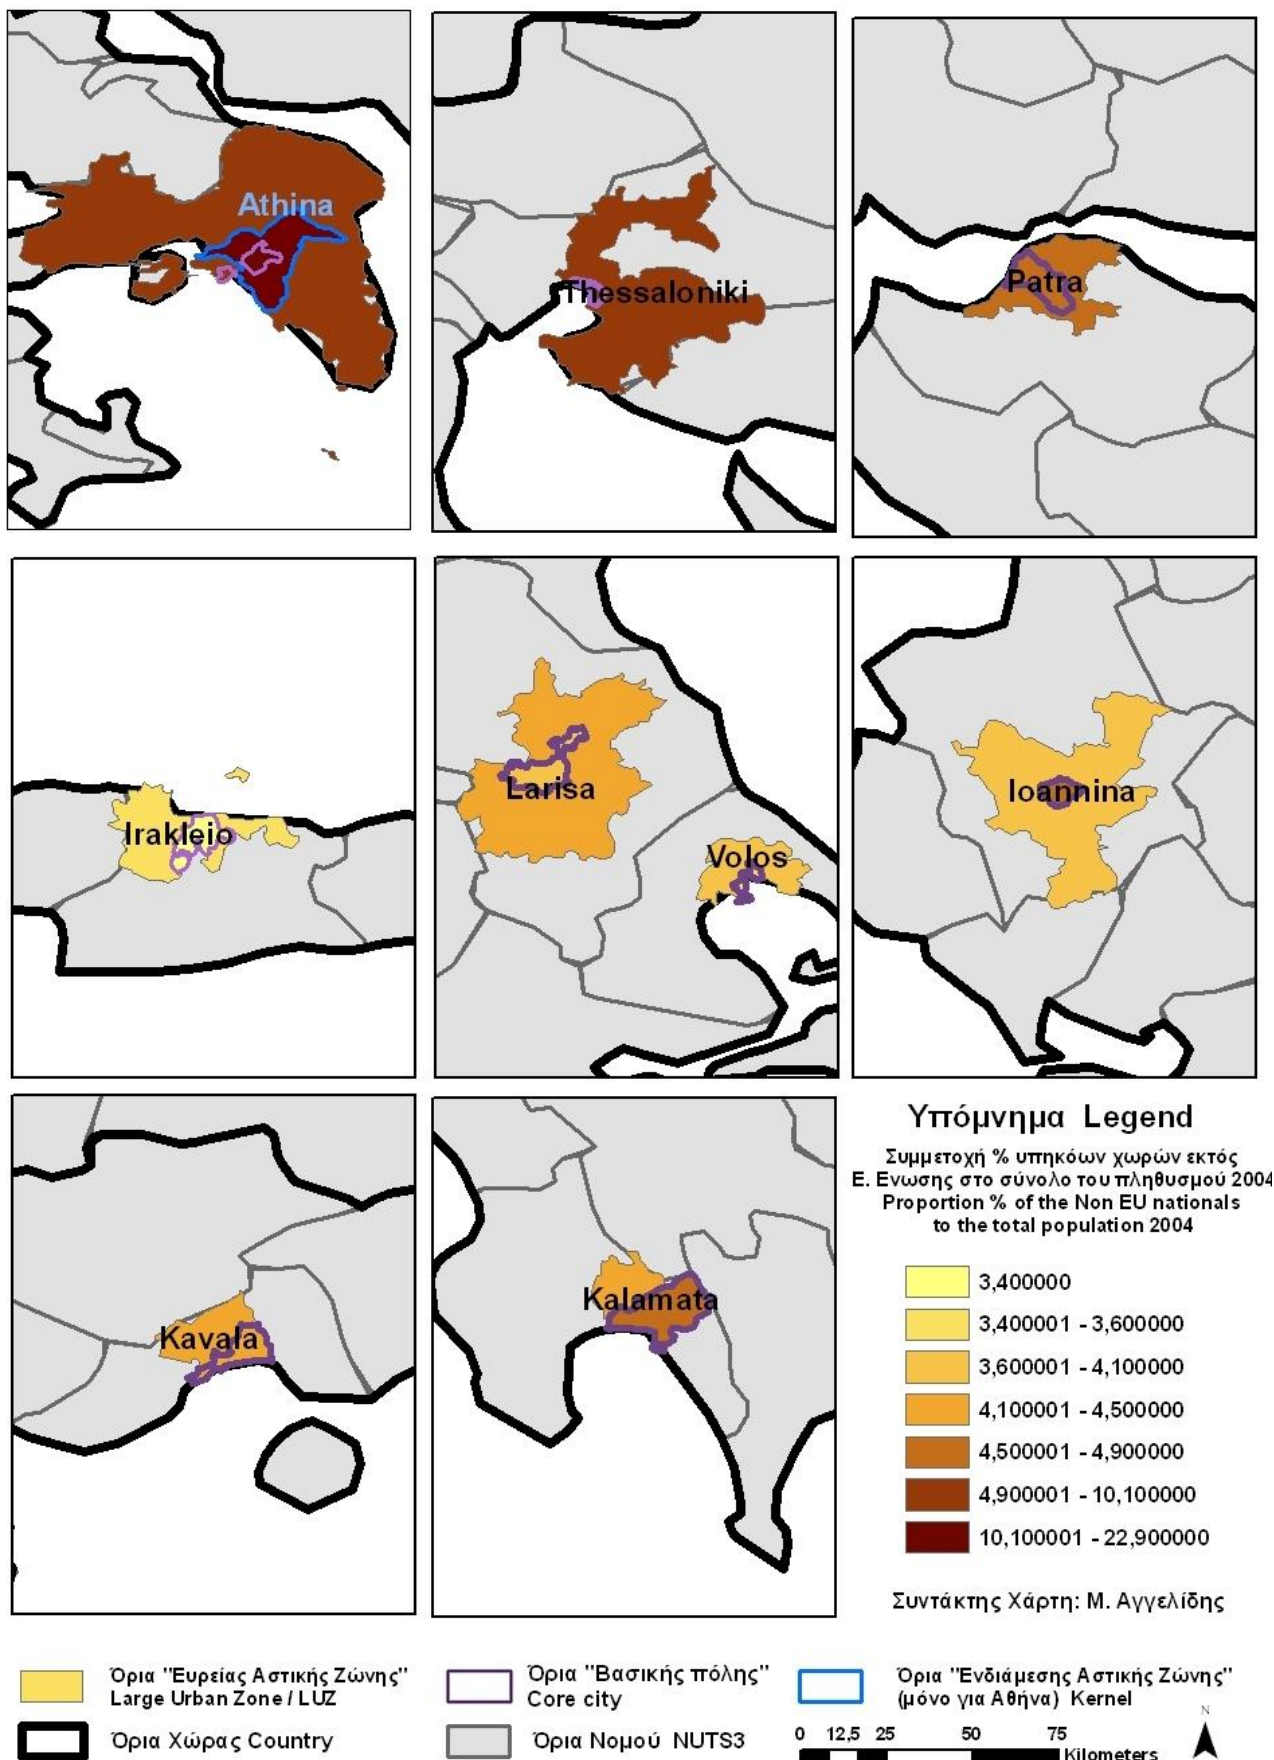 Athina
Thessaloniki
Patra
Irakleio
Larisa
Volos
Ioannina
Kavala
Kalamata
Υπόμνημα Legend
Συμμετοχή % υπηκόων χωρών εκτός
Ε. Ενωσης στο σύνολο του πληθυσμού 2004
Proportion % of the Non EU nationals
to the total population 2004
3,400000
3,400001 - 3,600000
3,600001 - 4,100000
4,100001 - 4,500000
4,500001 - 4,900000
4,900001 - 10,100000
10,100001 - 22,900000
Συντάκτης Χάρτη: Μ. Αγγελίδης
Όρια "Ευρείας Αστικής Ζώνης"
Large Urban Zone / LUZ
Όρια "Βασικής πόλης"
Core city
Όρια "Ενδιάμεσης Αστικής Ζώνης"
(μόνο για Αθήνα) Kernel
Όρια Χώρας Country
Όρια Νομού NUTS3
0 12,5 25 50 75
Kilometers
N